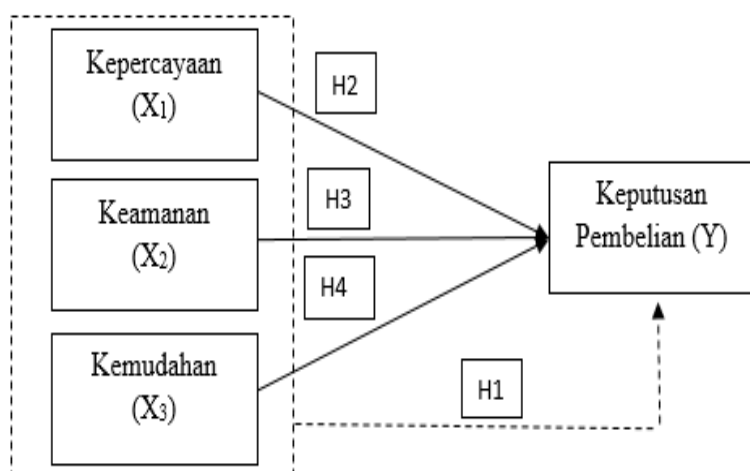 Kepercayaan
(X₁)
H2
Keamanan
(X₂)
H3
Keputusan
Pembelian (Y)
H4
Kemudahan
(X₃)
H1